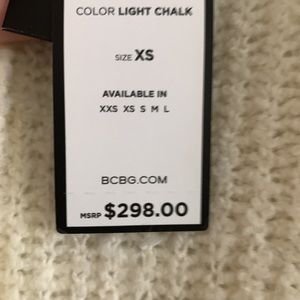 COLOR LIGHT CHALK
SIZE XS
AVAILABLE IN
XXS XS S M L
BCBG.COM
MSRP $298.00